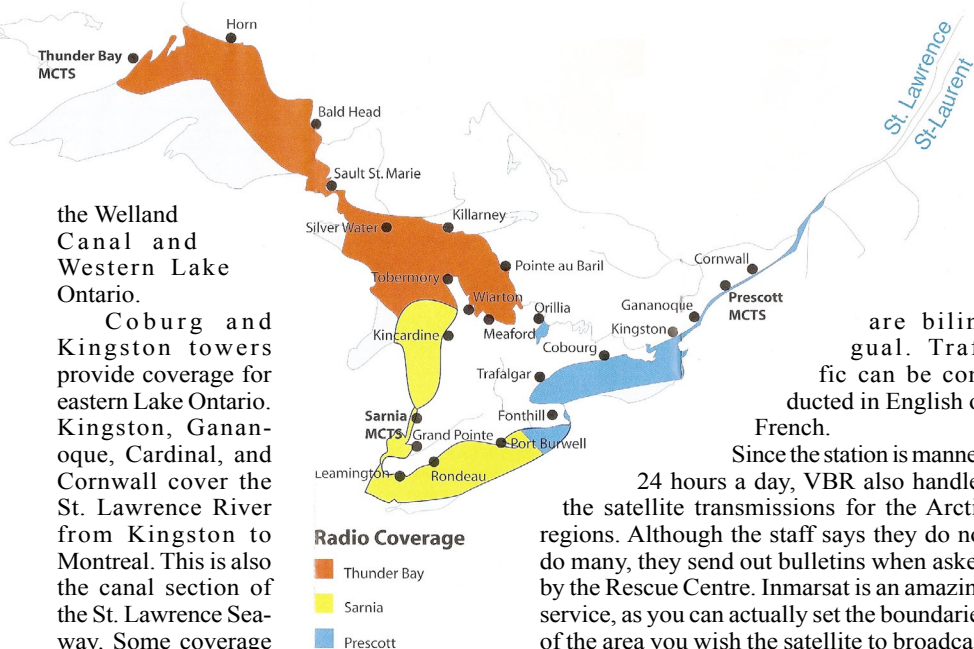 Horn
Thunder Bay
MCTS
Bald Head
Sault St. Marie
Silver Water
Killarney
Tobermory
Pointe au Baril
Wiarton
Meaford
Orillia
Kincardine
Cobourg
Trafalgar
Fonthill
Port Burwell
Sarnia
MCTS
Grand Pointe
Leamington
Rondeau
Gananoque
Kingston
Cornwall
Prescott
MCTS
St. Lawrence
St-Laurent
Radio Coverage
Thunder Bay
Sarnia
Prescott
the Welland
Canal and
Western Lake
Ontario.
Coburg and
Kingston towers
provide coverage for
eastern Lake Ontario.
Kingston, Ganan-
oque, Cardinal, and
Cornwall cover the
St. Lawrence River
from Kingston to
Montreal. This is also
the canal section of
the St. Lawrence Sea-
way. Some coverage
are bilin
gual. Traf
fic can be con
ducted in English o
French.
Since the station is manne
24 hours a day, VBR also handle
the satellite transmissions for the Arcti
regions. Although the staff says they do no
do many, they send out bulletins when aske
by the Rescue Centre. Inmarsat is an amazin
service, as you can actually set the boundarie
of the area you wish the satellite to broadca